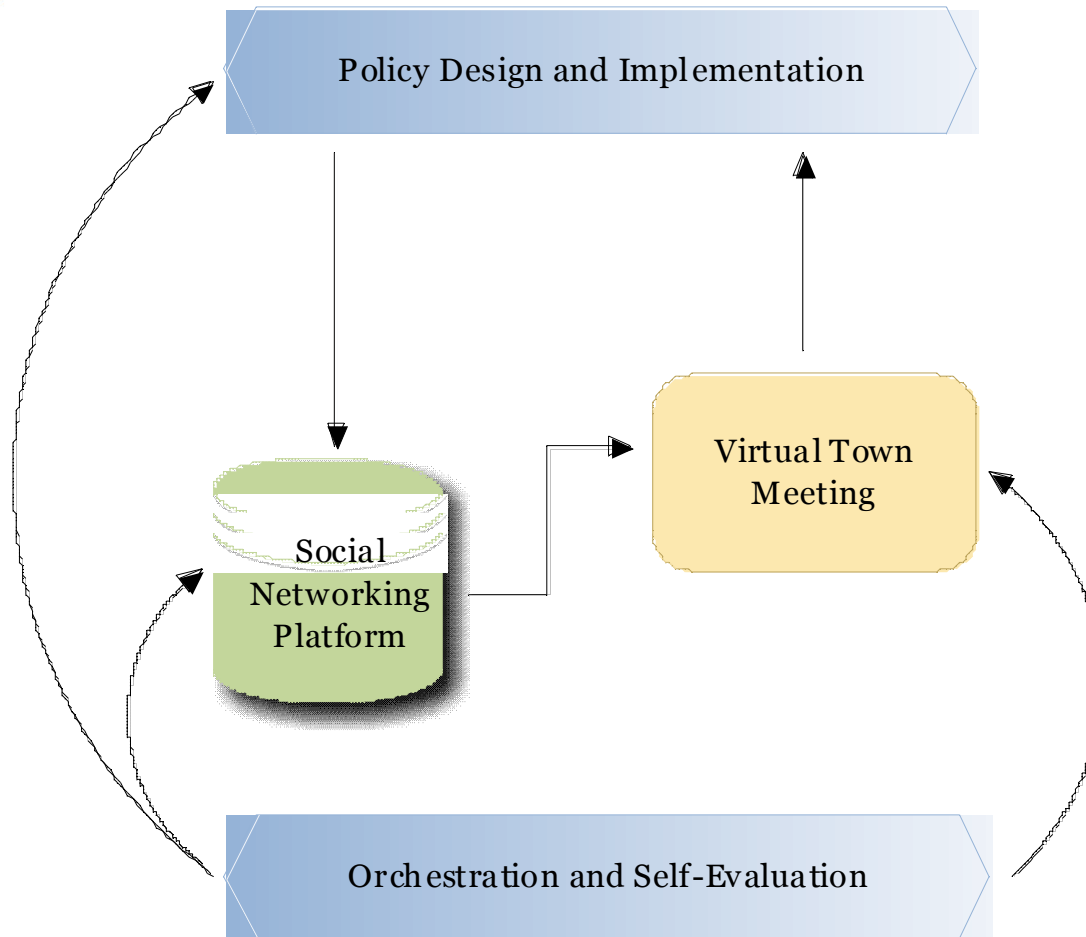 Policy Design and Implementation
Virtual Town
Meeting
Social
Networking
Platform
Orchestration and Self-Evaluation